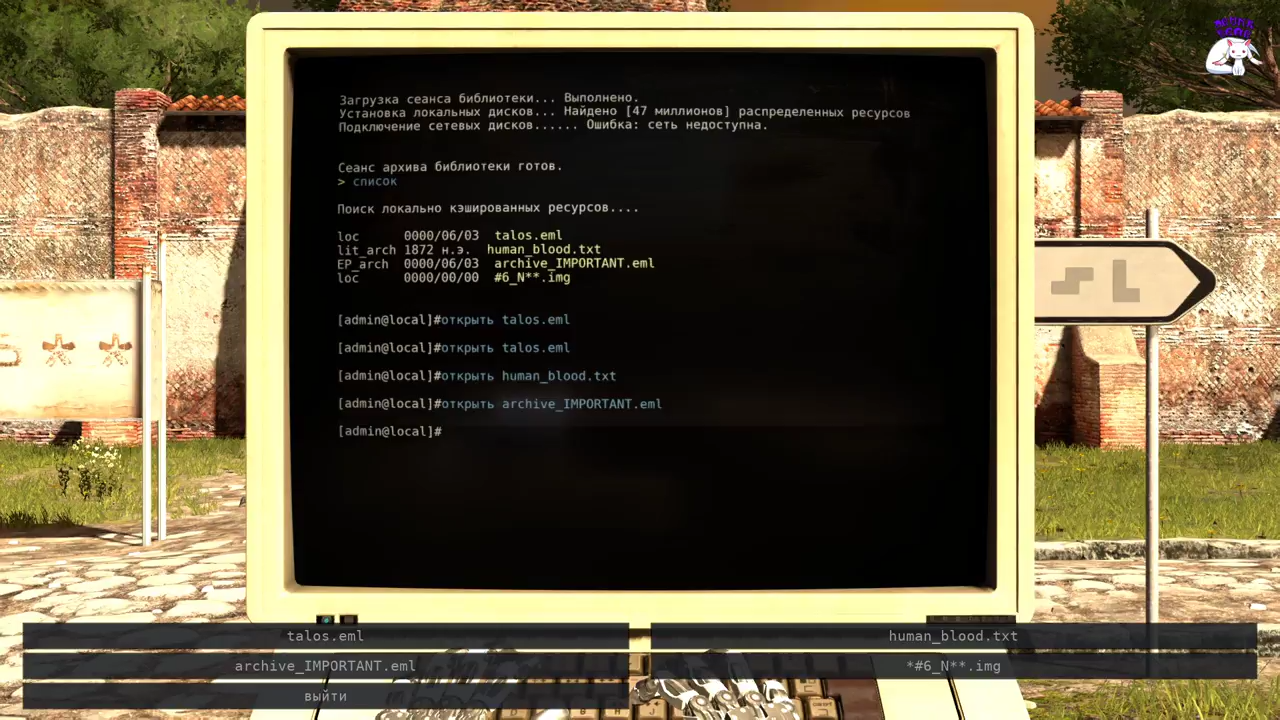 Загрузка сеанса библиотеки... Выполнено.
Установка локальных дисков... Найдено [47 миллионов] распределенных ресурсов
Подключение сетевых дисков...... Ошибка: сеть недоступна.
Сеанс архива библиотеки готов.
> список
Поиск локально кэшированных ресурсов....
loc 0000/06/03 talos.eml
lit_arch 1872 н.э. human_blood.txt
EP_arch 0000/06/03 archive_IMPORTANT.eml
loc 0000/00/00 #6_N**.img
[admin@local]#открыть talos.eml
[admin@local]#открыть talos.eml
[admin@local]#открыть human_blood.txt
[admin@local]#открыть archive_IMPORTANT.eml
[admin@local]#
talos.eml human_blood.txt
archive_IMPORTANT.eml *#6_N**.img
выйти